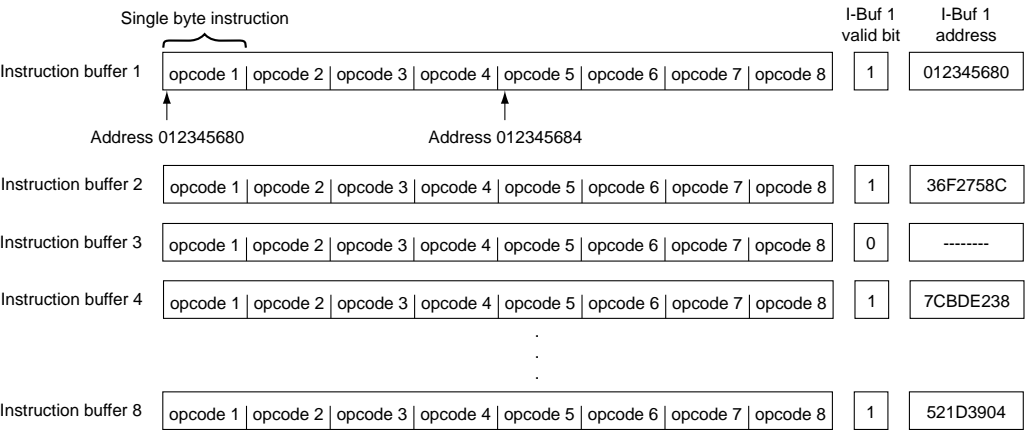 Single byte instruction
I-Buf 1 valid bit
I-Buf 1 address
Instruction buffer 1 opcode 1 opcode 2 opcode 3 opcode 4 opcode 5 opcode 6 opcode 7 opcode 8 1 012345680
Address 012345680 Address 012345684
Instruction buffer 2 opcode 1 opcode 2 opcode 3 opcode 4 opcode 5 opcode 6 opcode 7 opcode 8 1 36F2758C
Instruction buffer 3 opcode 1 opcode 2 opcode 3 opcode 4 opcode 5 opcode 6 opcode 7 opcode 8 0 --------
Instruction buffer 4 opcode 1 opcode 2 opcode 3 opcode 4 opcode 5 opcode 6 opcode 7 opcode 8 1 7CBDE238
.
.
.
Instruction buffer 8 opcode 1 opcode 2 opcode 3 opcode 4 opcode 5 opcode 6 opcode 7 opcode 8 1 521D3904